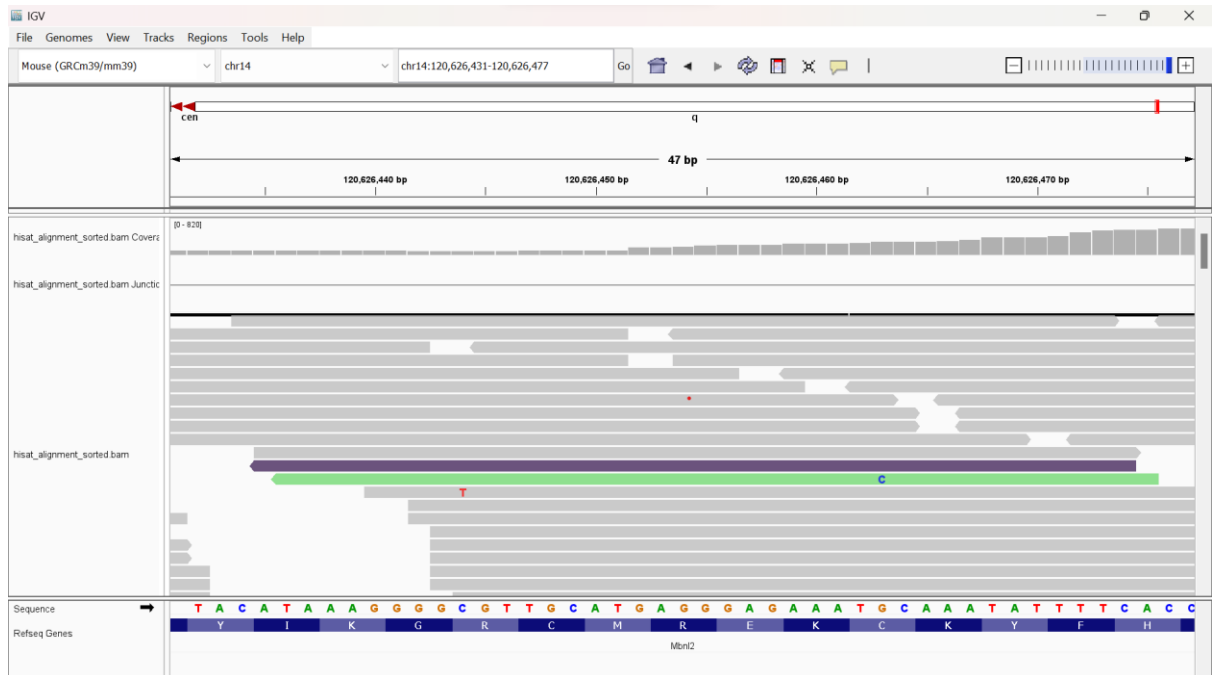 IGV
File Genomes View Tracks Regions Tools Help
Mouse (GRCm39/mm39) chr14 chr14:120,626,431-120,626,477 Go
cen q
47 bp
120,626,440 bp 120,626,450 bp 120,626,460 bp 120,626,470 bp
[0 - 820]
hisat_alignment_sorted.bam Covera
hisat_alignment_sorted.bam Junctic
hisat_alignment_sorted.bam
C
T
Sequence T A C A T A A A G G G G C G T T G C A T G A G G G A G A A A T G C A A A T A T T T T C A C C
Refseq Genes Y I K G R C M R E K C K Y F H
Mbnl2